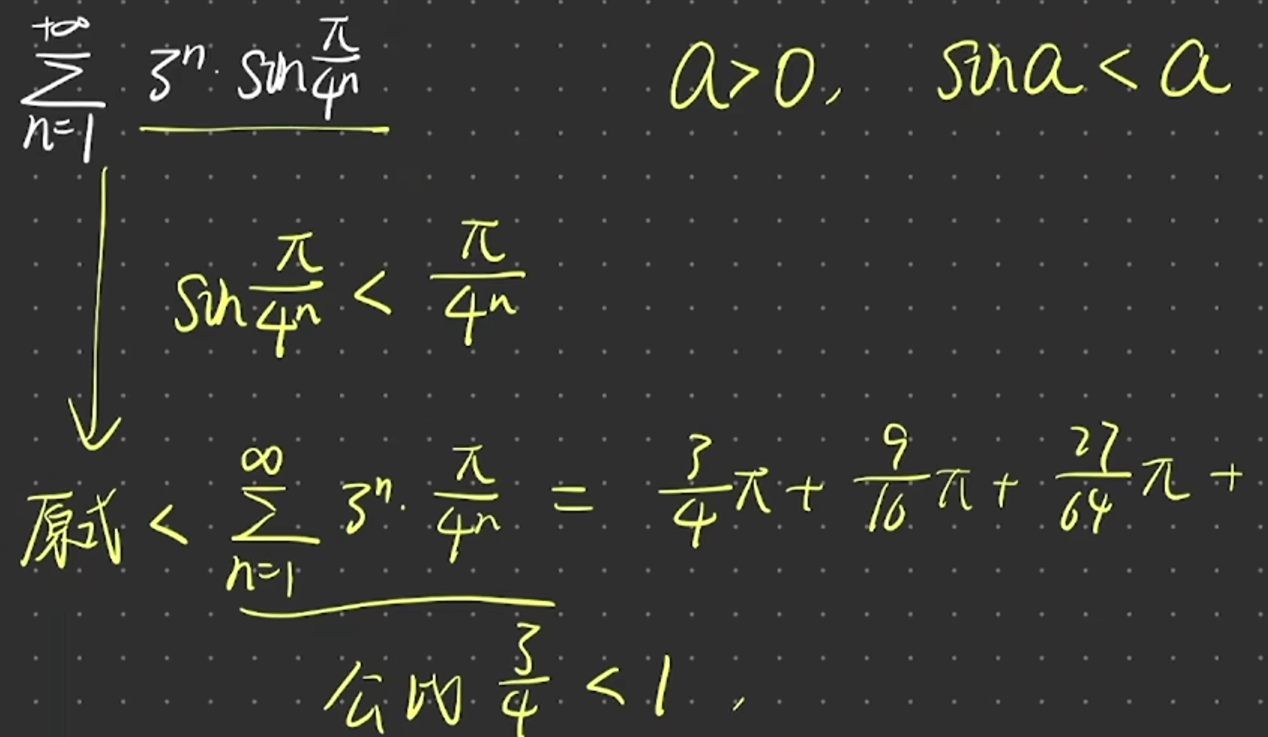 \sum_{n=1}^{+\infty} 3^n \cdot \sin\frac{\pi}{4^n} a>0, \sin a < a
\sin\frac{\pi}{4^n} < \frac{\pi}{4^n}
原式 < \sum_{n=1}^{\infty} 3^n \cdot \frac{\pi}{4^n} = \frac{3}{4}\pi + \frac{9}{16}\pi + \frac{27}{64}\pi +
公比 \frac{3}{4} < 1,